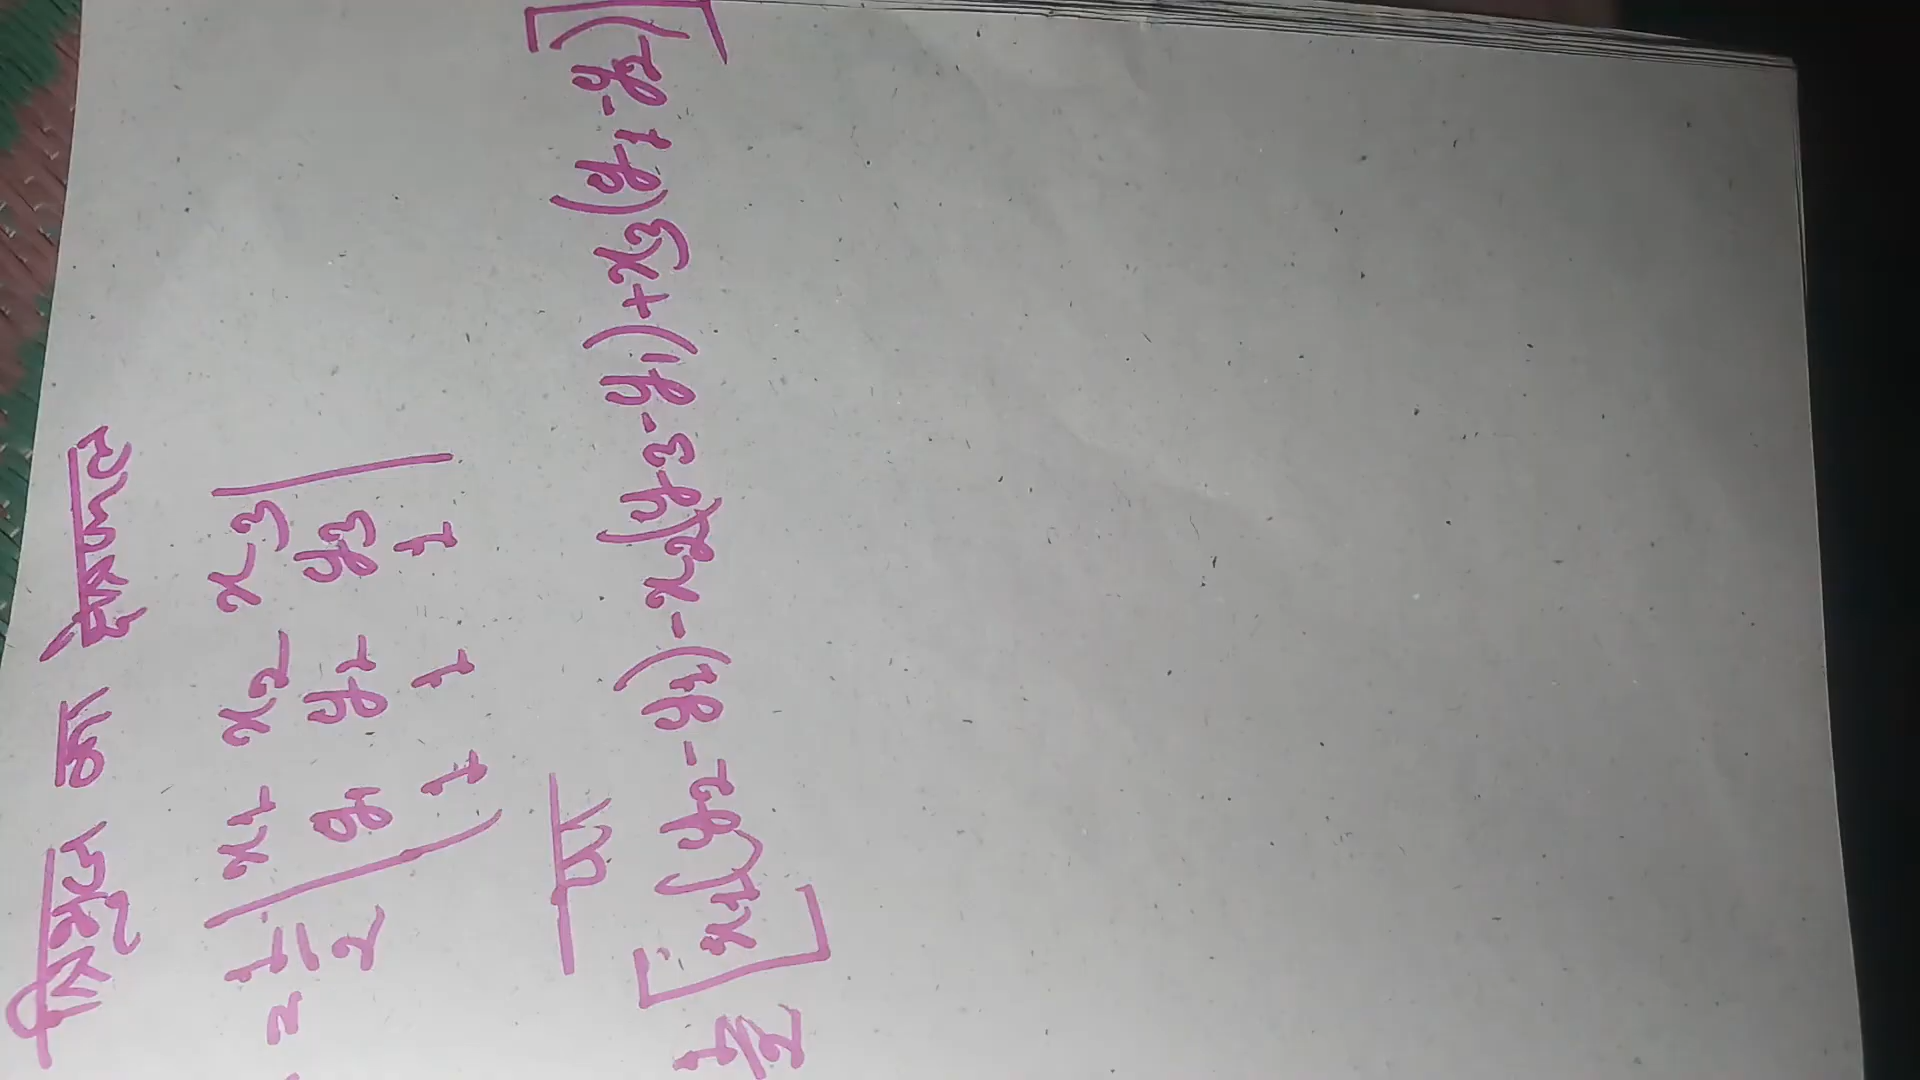 त्रिभुज का क्षेत्रफल
= 1/2 | x1 x2 x3 |
y1 y2 y3
1 1 1
या
1/2 [x1(y2-y1)-x2(y3-y1)+x3(y1-y2)]